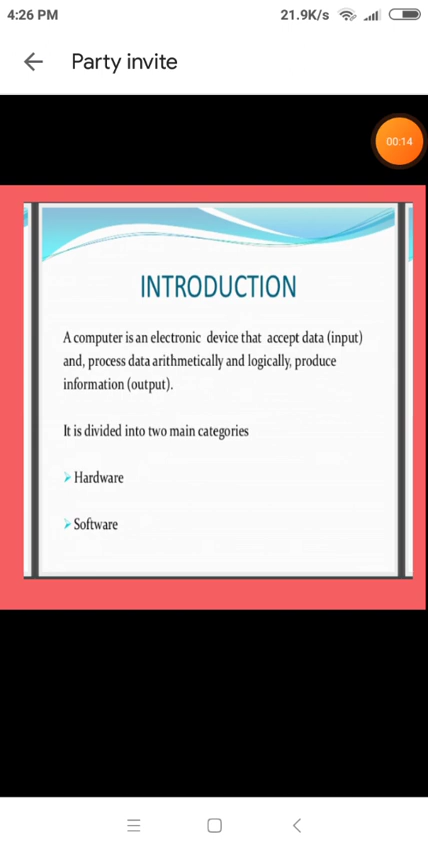 4:26 PM 21.9K/s
Party invite
00:14
INTRODUCTION
A computer is an electronic device that accept data (input)
and, process data arithmetically and logically, produce
information (output).
It is divided into two main categories
Hardware
Software